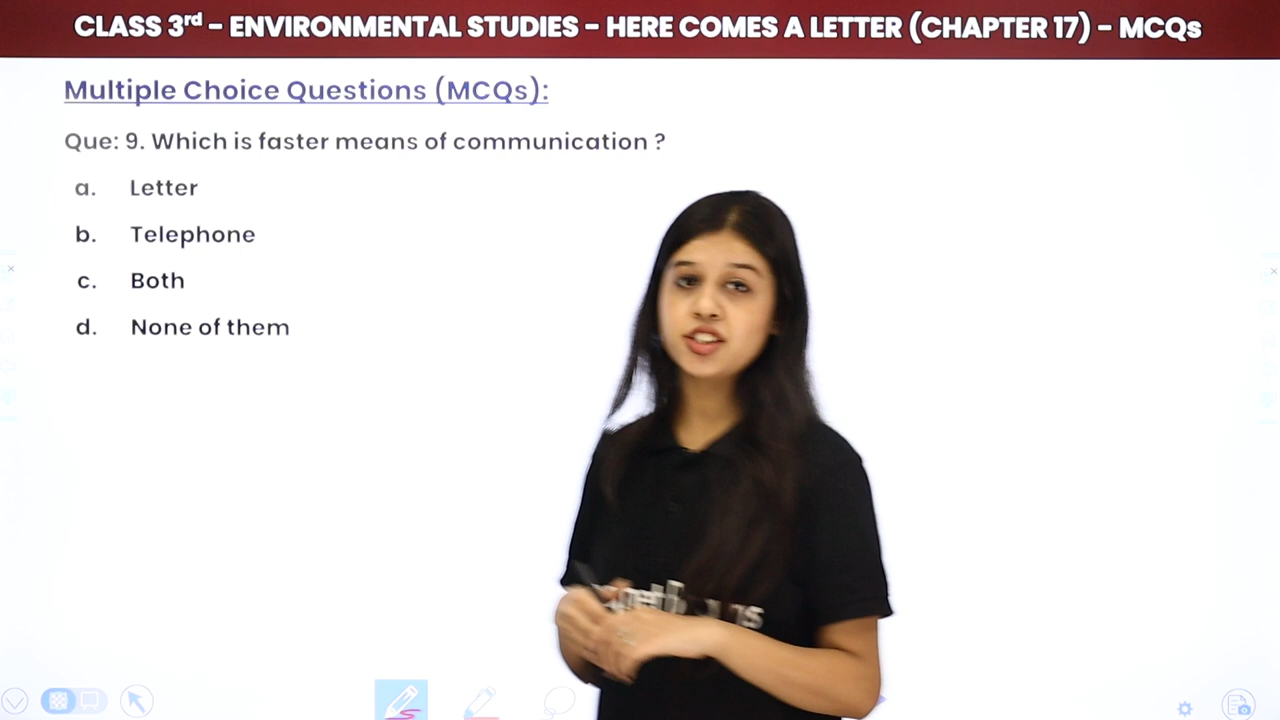 CLASS 3rd – ENVIRONMENTAL STUDIES – HERE COMES A LETTER (CHAPTER 17) – MCQs
Multiple Choice Questions (MCQs):
Que: 9. Which is faster means of communication ?
a. Letter
b. Telephone
c. Both
d. None of them